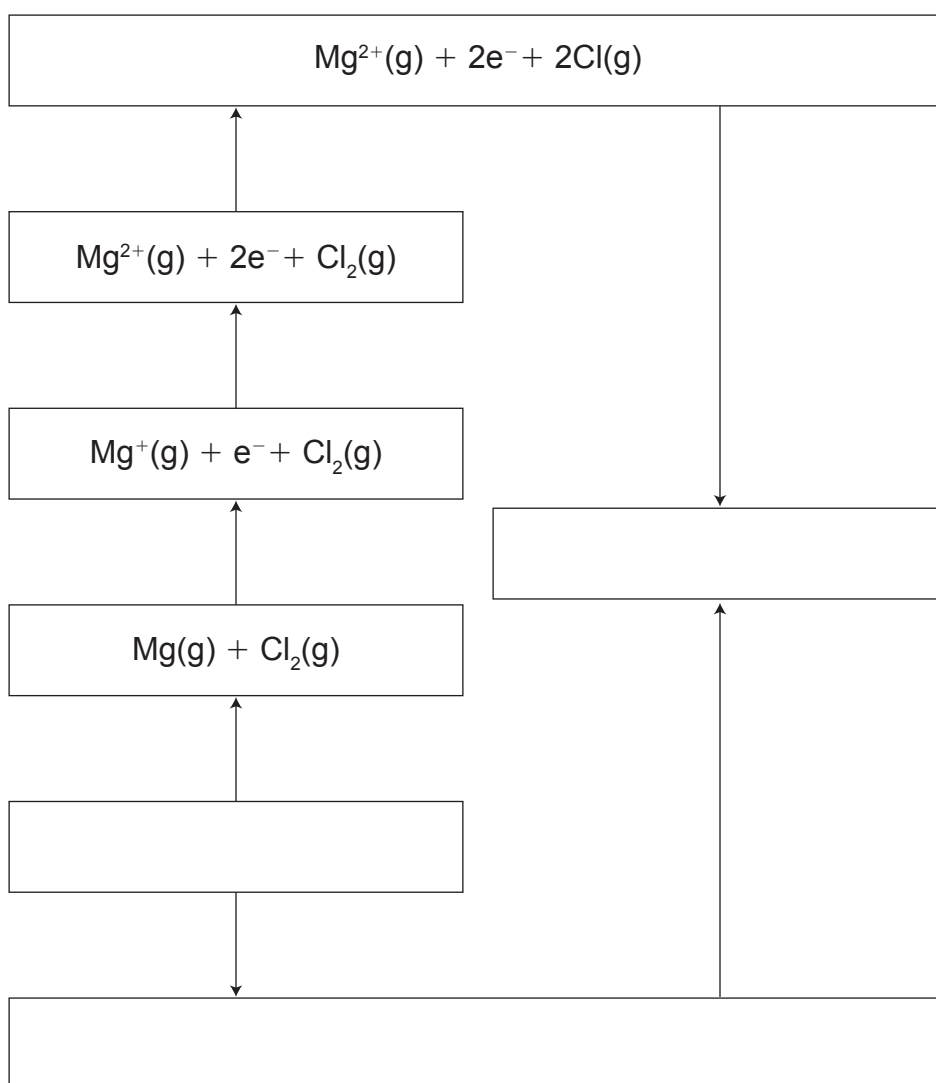 Mg²⁺(g) + 2e⁻ + 2Cl(g)
Mg²⁺(g) + 2e⁻ + Cl₂(g)
Mg⁺(g) + e⁻ + Cl₂(g)
Mg(g) + Cl₂(g)